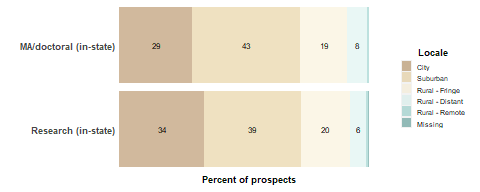 MA/doctoral (in-state)
29 43 19 8
Research (in-state)
34 39 20 6
Percent of prospects
Locale
City
Suburban
Rural - Fringe
Rural - Distant
Rural - Remote
Missing